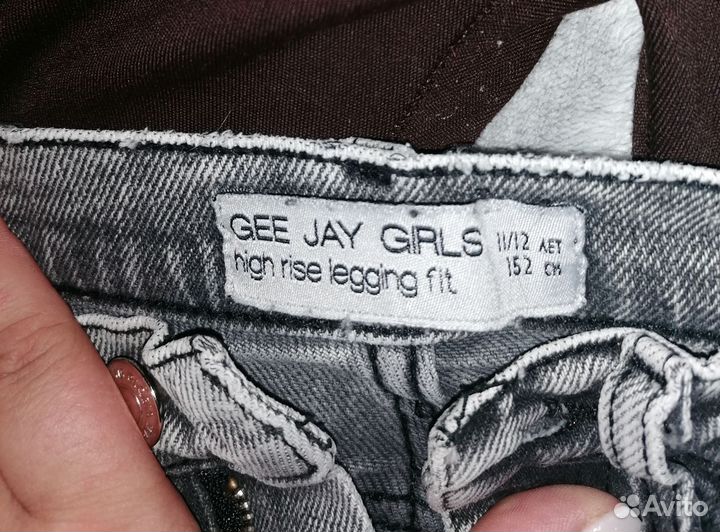 GEE JAY GIRLS
high rise legging fit
11/12 ЛЕТ
152 СМ
Avito